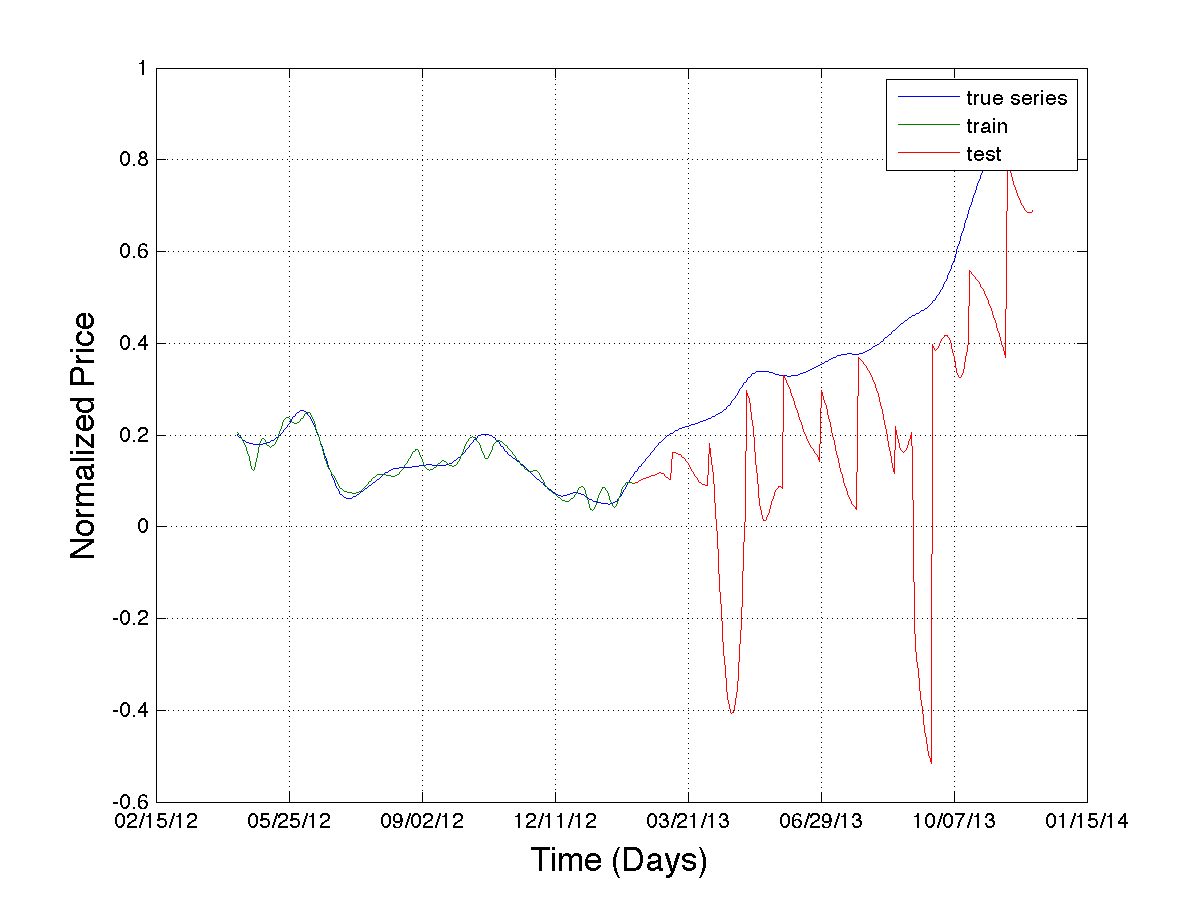 1
0.8
0.6
0.4
0.2
0
-0.2
-0.4
-0.6
Normalized Price
true series
train
test
02/15/12 05/25/12 09/02/12 12/11/12 03/21/13 06/29/13 10/07/13 01/15/14
Time (Days)